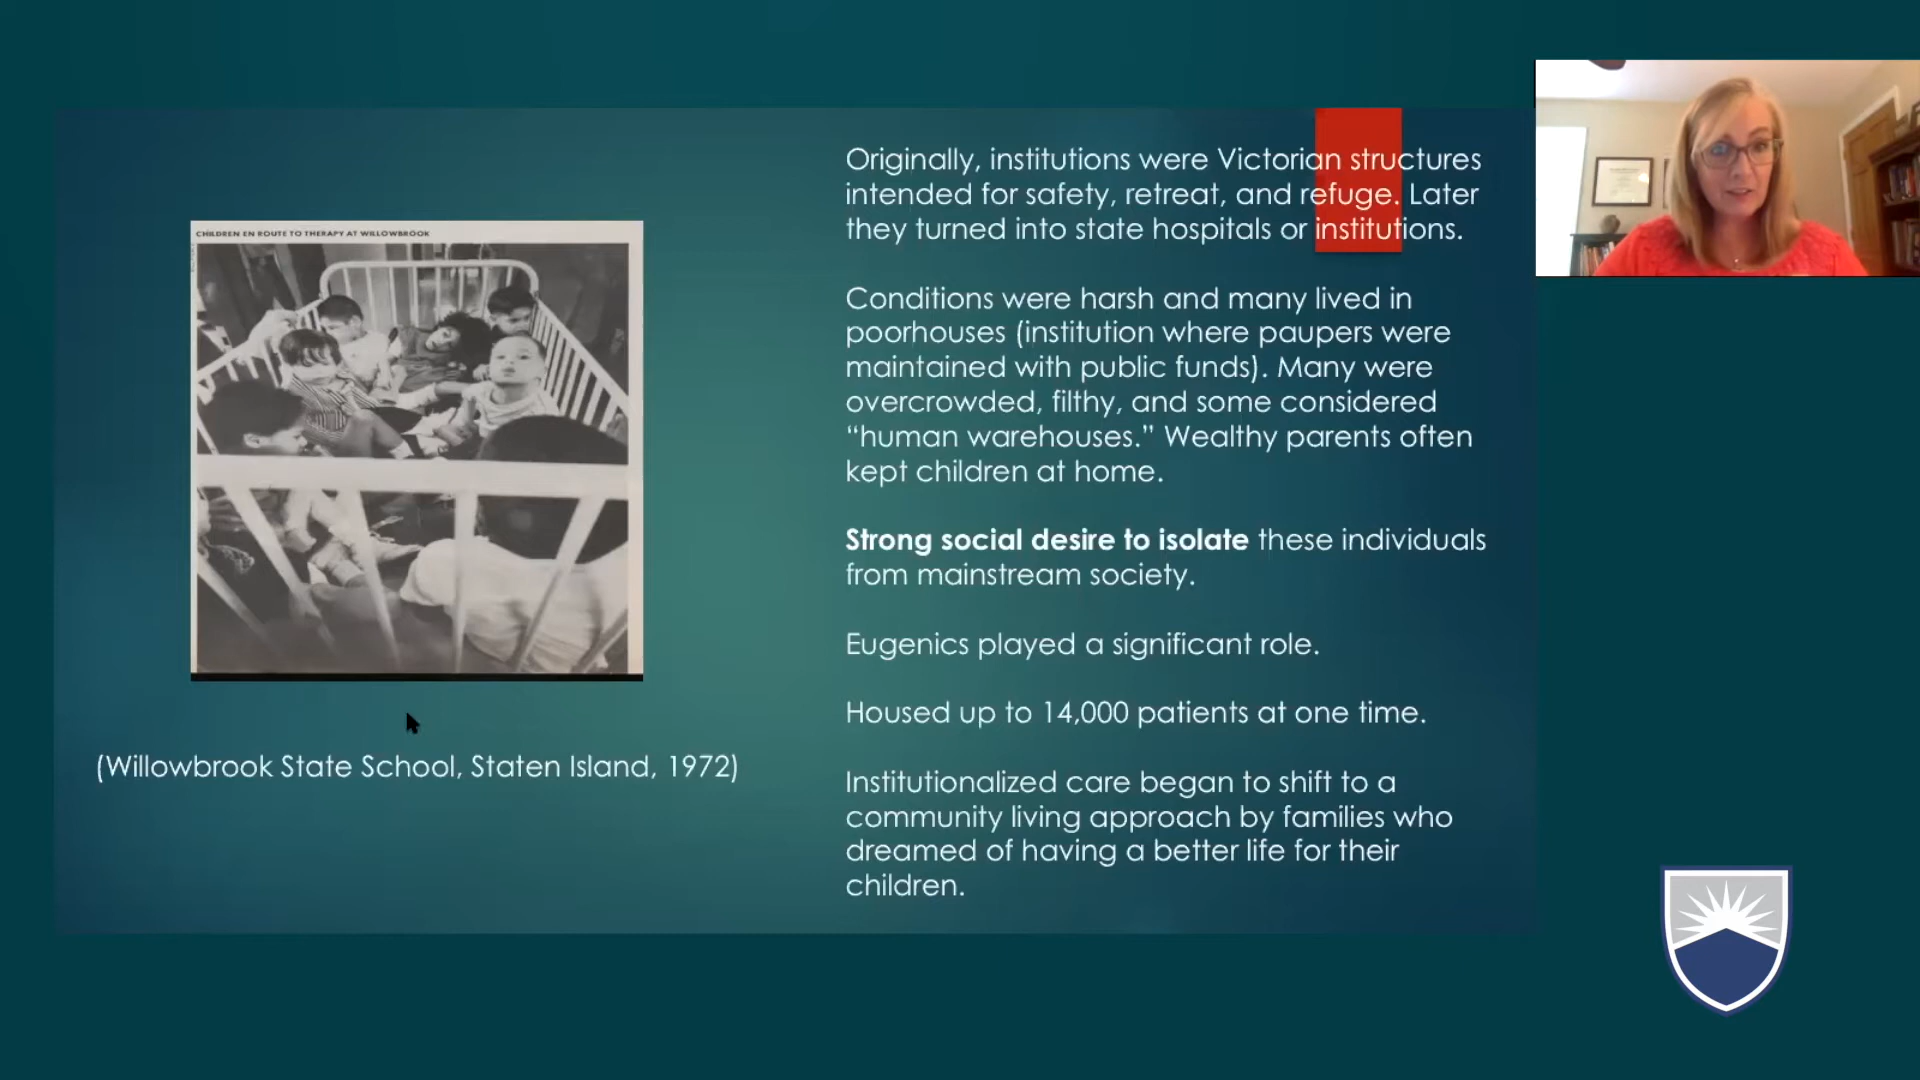 CHILDREN EN ROUTE TO THERAPY AT WILLOWBROOK
(Willowbrook State School, Staten Island, 1972)
Originally, institutions were Victorian structures
intended for safety, retreat, and refuge. Later
they turned into state hospitals or institutions.
Conditions were harsh and many lived in
poorhouses (institution where paupers were
maintained with public funds). Many were
overcrowded, filthy, and some considered
“human warehouses.” Wealthy parents often
kept children at home.
Strong social desire to isolate these individuals
from mainstream society.
Eugenics played a significant role.
Housed up to 14,000 patients at one time.
Institutionalized care began to shift to a
community living approach by families who
dreamed of having a better life for their
children.